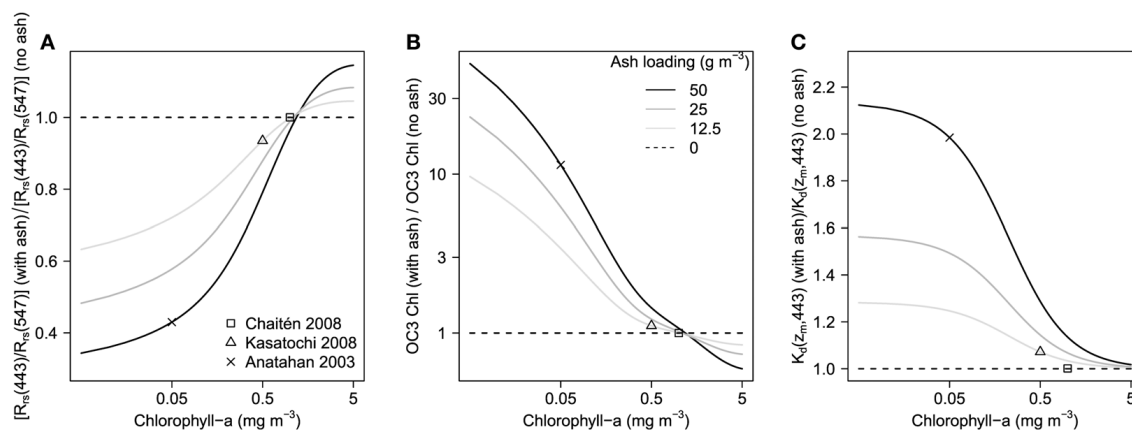 A
[Rrs(443)/Rrs(547)] (with ash)/[Rrs(443)/Rrs(547)] (no ash)
1.0
0.8
0.6
0.4
□ Chaitén 2008
△ Kasatochi 2008
× Anatahan 2003
0.05 0.5 5
Chlorophyll−a (mg m⁻³)
B
OC3 Chl (with ash) / OC3 Chl (no ash)
30
10
3
1
Ash loading (g m⁻³)
50
25
12.5
0
0.05 0.5 5
Chlorophyll−a (mg m⁻³)
C
Kd(zm,443) (with ash)/Kd(zm,443) (no ash)
2.2
2.0
1.8
1.6
1.4
1.2
1.0
0.05 0.5 5
Chlorophyll−a (mg m⁻³)